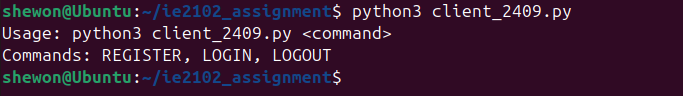 shewon@Ubuntu:~/ie2102_assignment$ python3 client_2409.py
Usage: python3 client_2409.py <command>
Commands: REGISTER, LOGIN, LOGOUT
shewon@Ubuntu:~/ie2102_assignment$